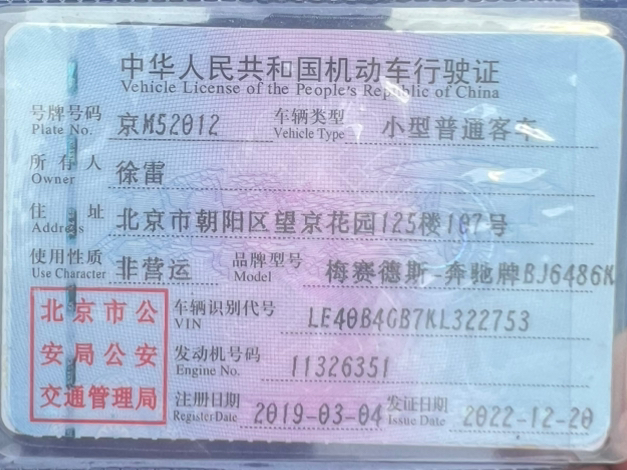 中华人民共和国机动车行驶证
Vehicle License of the People's Republic of China
号牌号码 京M52012 车辆类型 小型普通客车
Plate No. Vehicle Type
所有人 徐雷
Owner
住址 北京市朝阳区望京花园125楼107号
Address
使用性质 非营运 品牌型号 梅赛德斯-奔驰牌BJ6486K
Use Character Model
北京市公
安局公安
交通管理局
车辆识别代号 LE40B4GB7KL322753
VIN
发动机号码 11326351
Engine No.
注册日期 2019-03-04 发证日期 2022-12-20
Register Date Issue Date